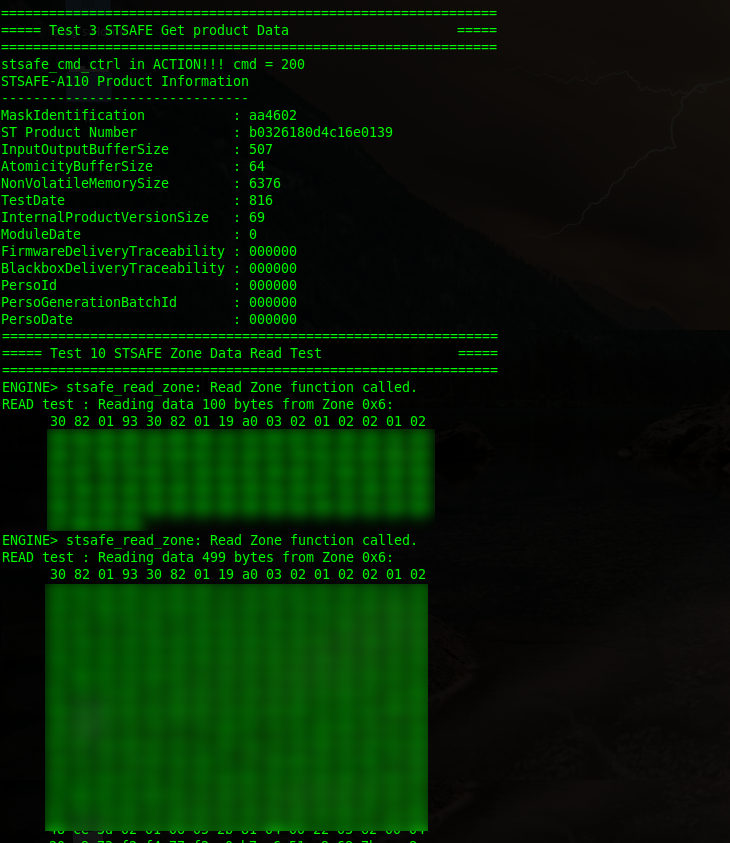 ==============================================================
===== Test 3 STSAFE Get product Data                     =====
==============================================================
stsafe_cmd_ctrl in ACTION!!! cmd = 200
STSAFE-A110 Product Information
-------------------------------
MaskIdentification           : aa4602
ST Product Number            : b0326180d4c16e0139
InputOutputBufferSize        : 507
AtomicityBufferSize          : 64
NonVolatileMemorySize        : 6376
TestDate                     : 816
InternalProductVersionSize   : 69
ModuleDate                   : 0
FirmwareDeliveryTraceability : 000000
BlackboxDeliveryTraceability : 000000
PersoId                      : 000000
PersoGenerationBatchId       : 000000
PersoDate                    : 000000
==============================================================
===== Test 10 STSAFE Zone Data Read Test                 =====
==============================================================
ENGINE> stsafe_read_zone: Read Zone function called.
READ test : Reading data 100 bytes from Zone 0x6:
30 82 01 93 30 82 01 19 a0 03 02 01 02 02 01 02
ENGINE> stsafe_read_zone: Read Zone function called.
READ test : Reading data 499 bytes from Zone 0x6:
30 82 01 93 30 82 01 19 a0 03 02 01 02 02 01 02